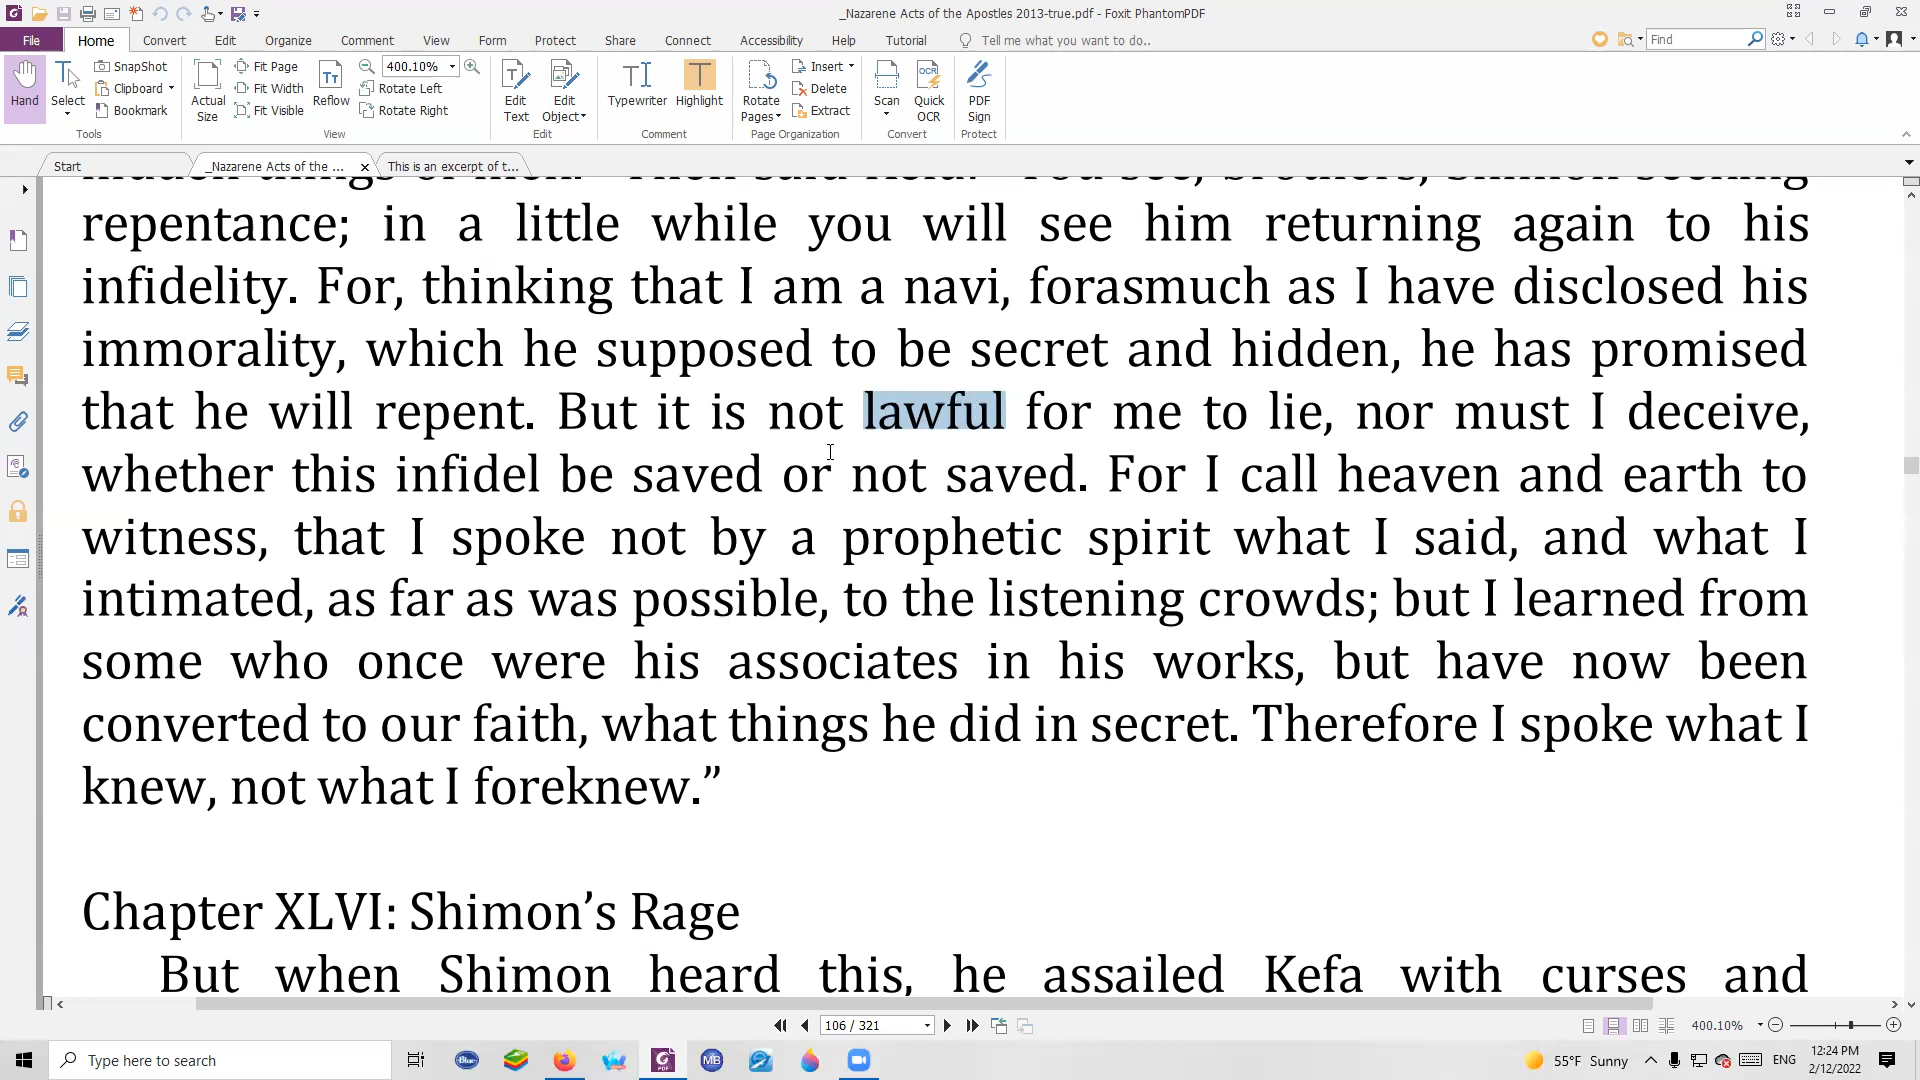 _Nazarene Acts of the Apostles 2013-true.pdf - Foxit PhantomPDF
File Home Convert Edit Organize Comment View Form Protect Share Connect Accessibility Help Tutorial Tell me what you want to do.. Find
Hand
Select
SnapShot
Clipboard
Bookmark
Tools
Actual Size
Fit Page
Fit Width
Fit Visible
Reflow
400.10%
Rotate Left
Rotate Right
View
Edit Text
Edit Object
Edit
Typewriter
Highlight
Comment
Rotate Pages
Insert
Delete
Extract
Page Organization
Scan
Quick OCR
Convert
PDF Sign
Protect
Start
_Nazarene Acts of the ...
This is an excerpt of t...
repentance; in a little while you will see him returning again to his
infidelity. For, thinking that I am a navi, forasmuch as I have disclosed his
immorality, which he supposed to be secret and hidden, he has promised
that he will repent. But it is not lawful for me to lie, nor must I deceive,
whether this infidel be saved or not saved. For I call heaven and earth to
witness, that I spoke not by a prophetic spirit what I said, and what I
intimated, as far as was possible, to the listening crowds; but I learned from
some who once were his associates in his works, but have now been
converted to our faith, what things he did in secret. Therefore I spoke what I
knew, not what I foreknew.”
Chapter XLVI: Shimon’s Rage
But when Shimon heard this, he assailed Kefa with curses and
106 / 321
400.10%
Type here to search
55°F Sunny
ENG
12:24 PM
2/12/2022